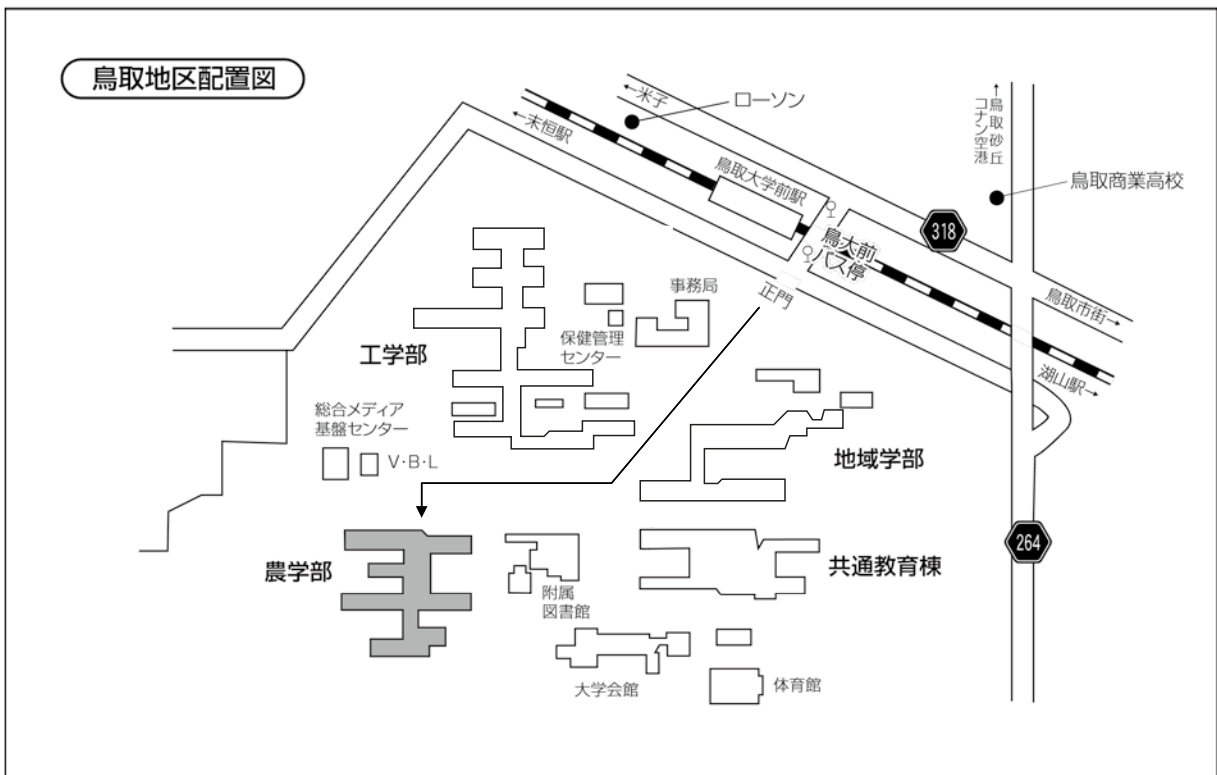 鳥取地区配置図
←米子
ローソン
←末恒駅
鳥取大学前駅
↑鳥取砂丘
コナン空港
鳥取商業高校
318
鳥大前
バス停
正門
事務局
鳥取市街→
湖山駅→
保健管理
センター
工学部
総合メディア
基盤センター
V・B・L
地域学部
264
農学部
共通教育棟
附属
図書館
大学会館
体育館